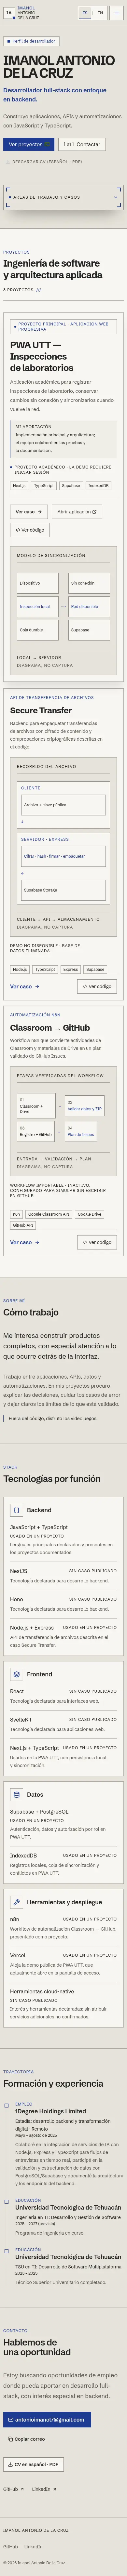 IA
IMANOL
ANTONIO
DE LA CRUZ
ES
EN
Perfil de desarrollador
IMANOL ANTONIO
DE LA CRUZ
Desarrollador full-stack con enfoque
en backend.
Construyo aplicaciones, APIs y automatizaciones
con JavaScript y TypeScript.
Ver proyectos
Contactar
DESCARGAR CV (ESPAÑOL · PDF)
ÁREAS DE TRABAJO Y CASOS
PROYECTOS
Ingeniería de software
y arquitectura aplicada
5 PROYECTOS //
PROYECTO PRINCIPAL · APLICACIÓN WEB
PROGRESIVA
PWA UTT —
Inspecciones
de laboratorios
Aplicación académica para registrar
inspecciones de laboratorio, conservar
datos sin conexión y sincronizarlos cuando
vuelve la red.
MI APORTACIÓN
Implementación principal y arquitectura;
el equipo colaboró en las pruebas y
la documentación.
PROYECTO ACADÉMICO · LA DEMO REQUIERE
INICIAR SESIÓN
Next.js
TypeScript
Supabase
IndexedDB
Ver caso →
Abrir aplicación
</> Ver código
MODELO DE SINCRONIZACIÓN
Dispositivo
Sin conexión
Inspección local
Red disponible
Cola durable
Supabase
LOCAL → SERVIDOR
DIAGRAMA, NO CAPTURA
API DE TRANSFERENCIA DE ARCHIVOS
Secure Transfer
Backend para empaquetar transferencias
de archivos con cifrado de contenido y
comprobaciones criptográficas descritas en
el código.
RECORRIDO DEL ARCHIVO
CLIENTE
Archivo + clave pública
SERVIDOR · EXPRESS
Cifrar · hash · firmar · empaquetar
Supabase Storage
CLIENTE → API → ALMACENAMIENTO
DIAGRAMA, NO CAPTURA
DEMO NO DISPONIBLE · BASE DE
DATOS ELIMINADA
Node.js
TypeScript
Express
Supabase
Ver caso →
</> Ver código
AUTOMATIZACIÓN N8N
Classroom → GitHub
Workflow n8n que convierte actividades de
Classroom y materiales de Drive en un plan
validado de GitHub Issues.
ETAPAS VERIFICADAS DEL WORKFLOW
01
Classroom +
Drive
02
Validar datos y ZIP
03
Registro + GitHub
04
Plan de Issues
ENTRADA → VALIDACIÓN → PLAN
DIAGRAMA, NO CAPTURA
WORKFLOW IMPORTABLE · INACTIVO,
CONFIGURADO PARA SIMULAR SIN ESCRIBIR
EN GITHUB
n8n
Google Classroom API
Google Drive
GitHub API
Ver caso →
</> Ver código
SOBRE MÍ
Cómo trabajo
Me interesa construir productos
completos, con especial atención a lo
que ocurre detrás de la interfaz.
Trabajo entre aplicaciones, APIs, datos y
automatizaciones. En mis proyectos procuro
explicar las decisiones, cuidar los casos de error
y dejar claros los límites de lo que está validado.
Fuera del código, disfruto los videojuegos.
STACK
Tecnologías por función
Backend
JavaScript + TypeScript
USADO EN UN PROYECTO
Lenguajes principales declarados y presentes en
los proyectos documentados.
NestJS SIN CASO PUBLICADO
Tecnología declarada para desarrollo backend.
Hono SIN CASO PUBLICADO
Tecnología declarada para desarrollo backend.
Node.js + Express USADO EN UN PROYECTO
API de transferencia de archivos descrita en el
caso Secure Transfer.
Frontend
React SIN CASO PUBLICADO
Tecnología declarada para interfaces web.
SvelteKit SIN CASO PUBLICADO
Tecnología declarada para aplicaciones web.
Next.js + TypeScript USADO EN UN PROYECTO
Usados en la PWA UTT, con persistencia local
y sincronización.
Datos
Supabase + PostgreSQL
USADO EN UN PROYECTO
Autenticación, datos y autorización por rol en
PWA UTT.
IndexedDB USADO EN UN PROYECTO
Registros locales, cola de sincronización y
conflictos en PWA UTT.
Herramientas y despliegue
n8n USADO EN UN PROYECTO
Workflow de automatización Classroom → GitHub,
presentado como proyecto.
Vercel USADO EN UN PROYECTO
Aloja la demo pública de PWA UTT, que
actualmente abre en la pantalla de acceso.
Herramientas cloud-native
SIN CASO PUBLICADO
Interés y herramientas declaradas; sin atribuir
servicios adicionales no confirmados.
TRAYECTORIA
Formación y experiencia
EMPLEO
1Degree Holdings Limited
Estadía: desarrollo backend y transformación
digital · Remoto
Mayo – agosto de 2025
Colaboré en la integración de servicios de IA con
Node.js, Express y TypeScript para flujos de
entrevistas en tiempo real, participé en la
validación y estructuración de datos con
PostgreSQL/Supabase y documenté la arquitectura
y los endpoints del backend.
EDUCACIÓN
Universidad Tecnológica de Tehuacán
Ingeniería en TI: Desarrollo y Gestión de Software
2026 – 2027 (previsto)
Programa de Ingeniería en curso.
EDUCACIÓN
Universidad Tecnológica de Tehuacán
TSU en TI: Desarrollo de Software Multiplataforma
2023 – 2025
Técnico Superior Universitario completado.
CONTACTO
Hablemos de
una oportunidad
Estoy buscando oportunidades de empleo
donde pueda aportar en desarrollo full-
stack, con interés especial en backend.
antonioimanol7@gmail.com
Copiar correo
CV en español · PDF
GitHub ↗
LinkedIn ↗
IMANOL ANTONIO DE LA CRUZ
GitHub
LinkedIn
© 2026 Imanol Antonio De la Cruz